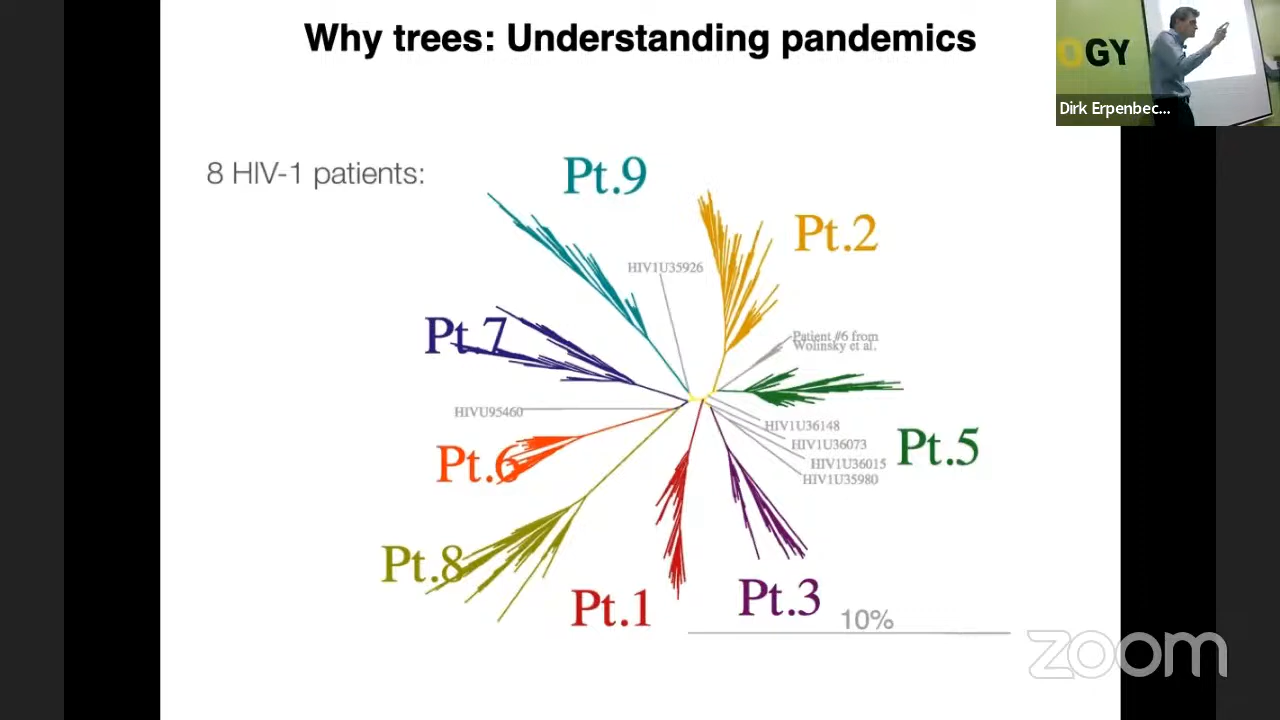 Why trees: Understanding pandemics
OGY
Dirk Erpenbec...
8 HIV-1 patients:
Pt.9
Pt.2
HIV1U35926
Pt.7
Patient #6 from
Wolinsky et al.
HIVU95460
HIV1U36148
HIV1U36073
Pt.5
Pt.6
HIV1U36015
HIV1U35980
Pt.8
Pt.1
Pt.3
10%
zoom